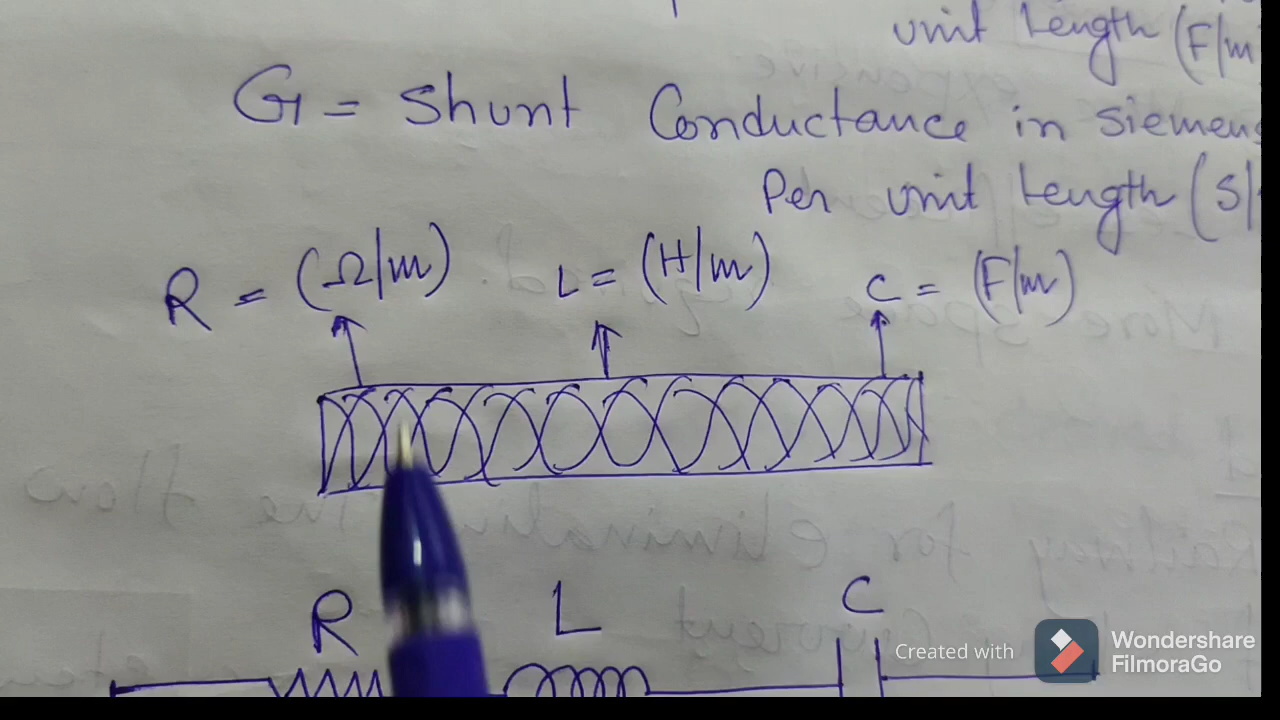 unit length (F/m
G = Shunt Conductance in siemens
Per unit length (S/
R = (Ω/m) L = (H/m) C = (F/m)
R L C
Created with Wondershare FilmoraGo